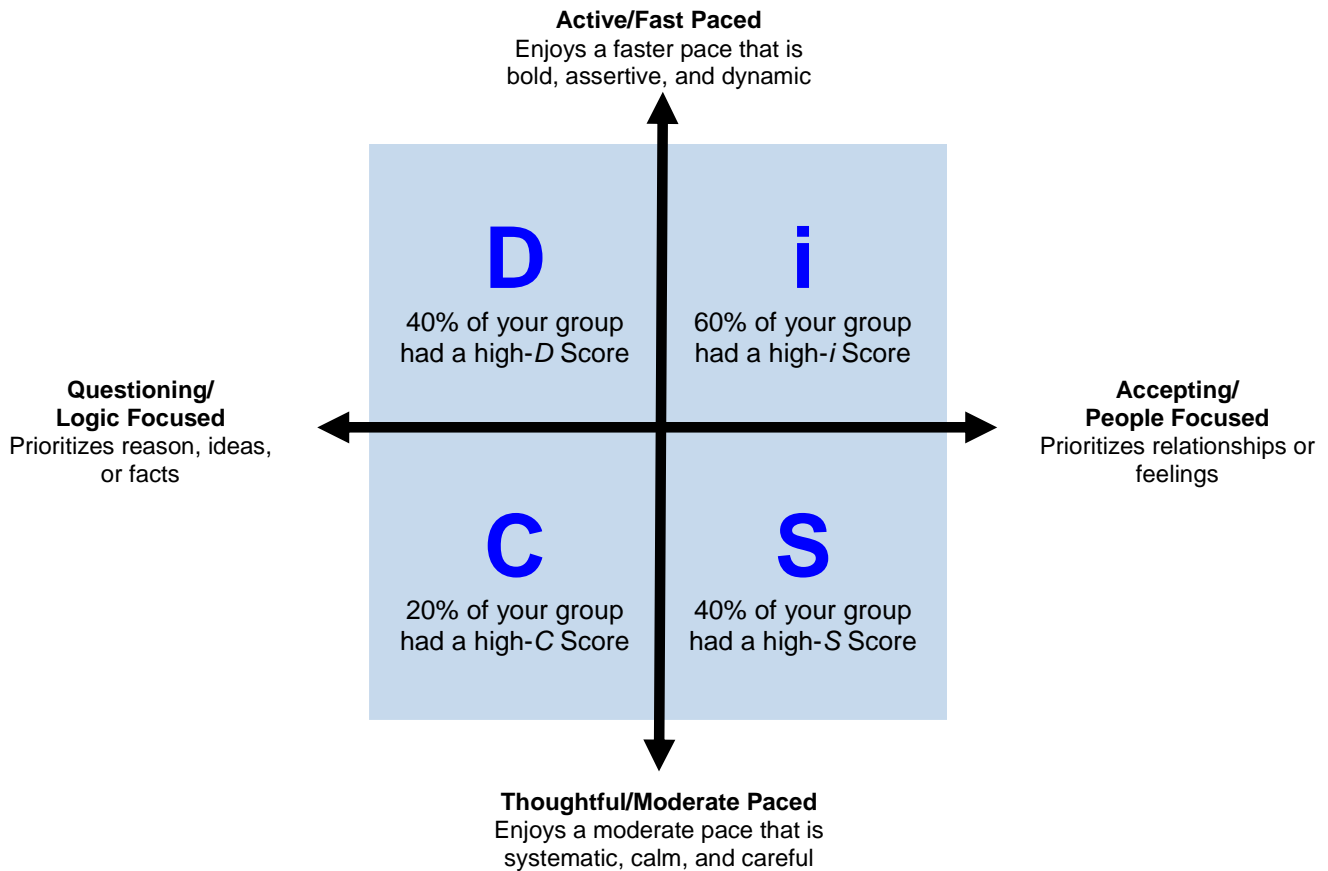 Active/Fast Paced
Enjoys a faster pace that is
bold, assertive, and dynamic
D
40% of your group
had a high-D Score
i
60% of your group
had a high-i Score
Questioning/
Logic Focused
Prioritizes reason, ideas,
or facts
Accepting/
People Focused
Prioritizes relationships or
feelings
C
20% of your group
had a high-C Score
S
40% of your group
had a high-S Score
Thoughtful/Moderate Paced
Enjoys a moderate pace that is
systematic, calm, and careful